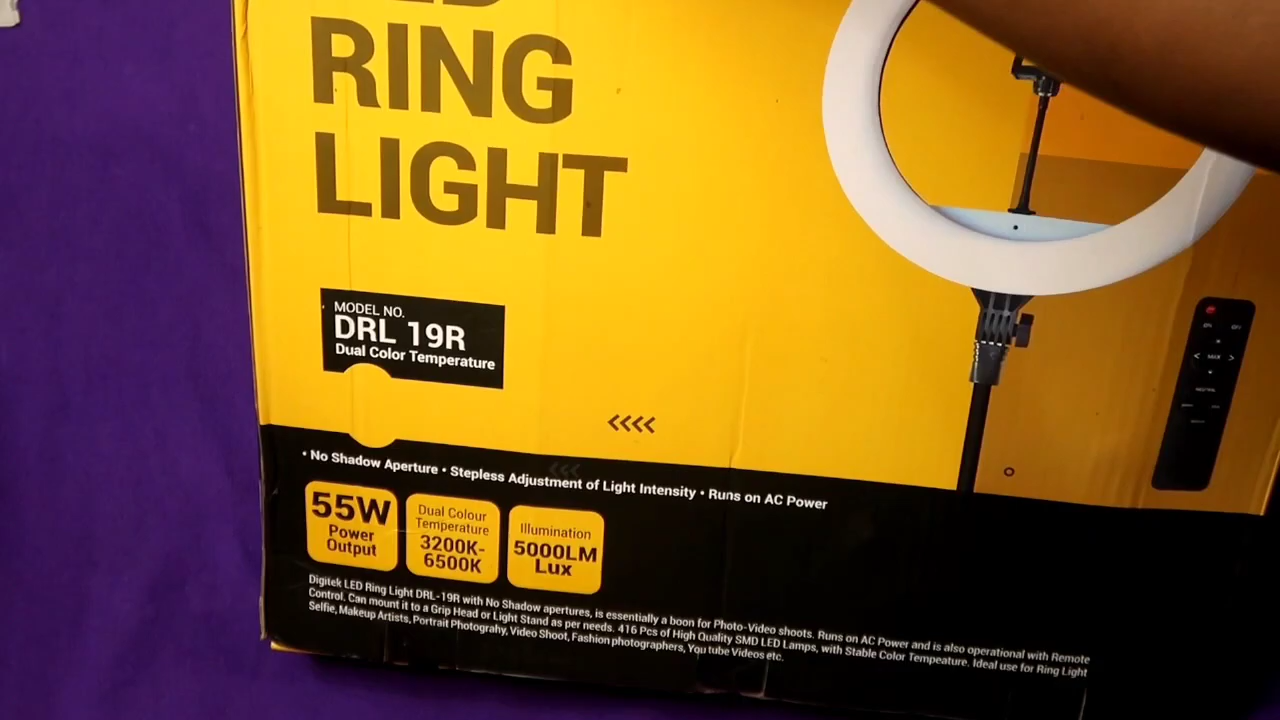 RING
LIGHT
MODEL NO.
DRL 19R
Dual Color Temperature
• No Shadow Aperture • Stepless Adjustment of Light Intensity • Runs on AC Power
55W
Power
Output
Dual Colour
Temperature
3200K-
6500K
Illumination
5000LM
Lux
Digitek LED Ring Light DRL-19R with No Shadow apertures, is essentially a boon for Photo-Video shoots. Runs on AC Power and is also operational with Remote
Control. Can mount it to a Grip Head or Light Stand as per needs. 416 Pcs of High Quality SMD LED Lamps, with Stable Color Tempeature. Ideal use for Ring Light
Selfie, Makeup Artists, Portrait Photograhy, Video Shoot, Fashion photographers, You tube Videos etc.
MAX